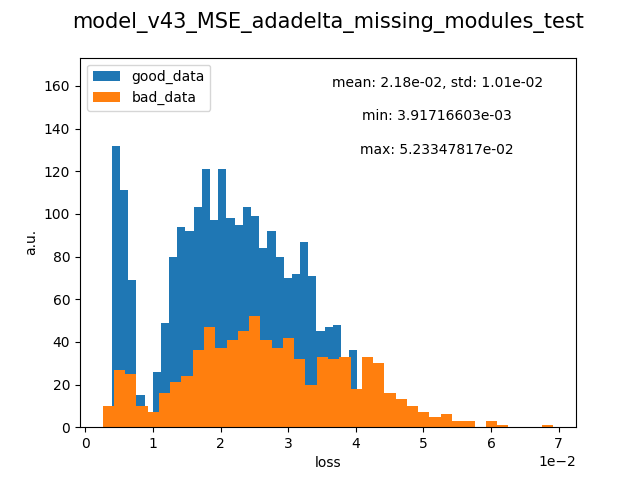 model_v43_MSE_adadelta_missing_modules_test
good_data
bad_data
mean: 2.18e-02, std: 1.01e-02
min: 3.91716603e-03
max: 5.23347817e-02
a.u.
160
140
120
100
80
60
40
20
0
0 1 2 3 4 5 6 7
1e−2
loss